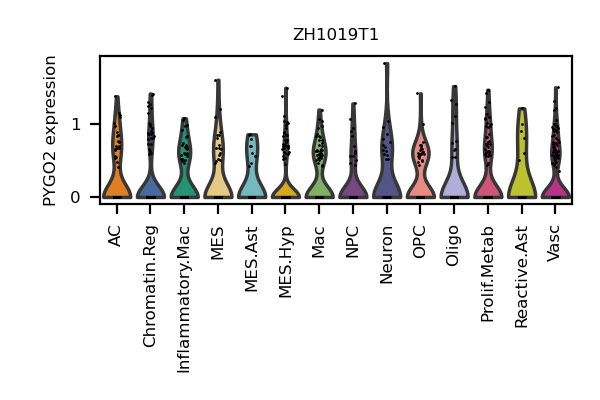 ZH1019T1
PYGO2 expression
1
0
AC
Chromatin.Reg
Inflammatory.Mac
MES
MES.Ast
MES.Hyp
Mac
NPC
Neuron
OPC
Oligo
Prolif.Metab
Reactive.Ast
Vasc